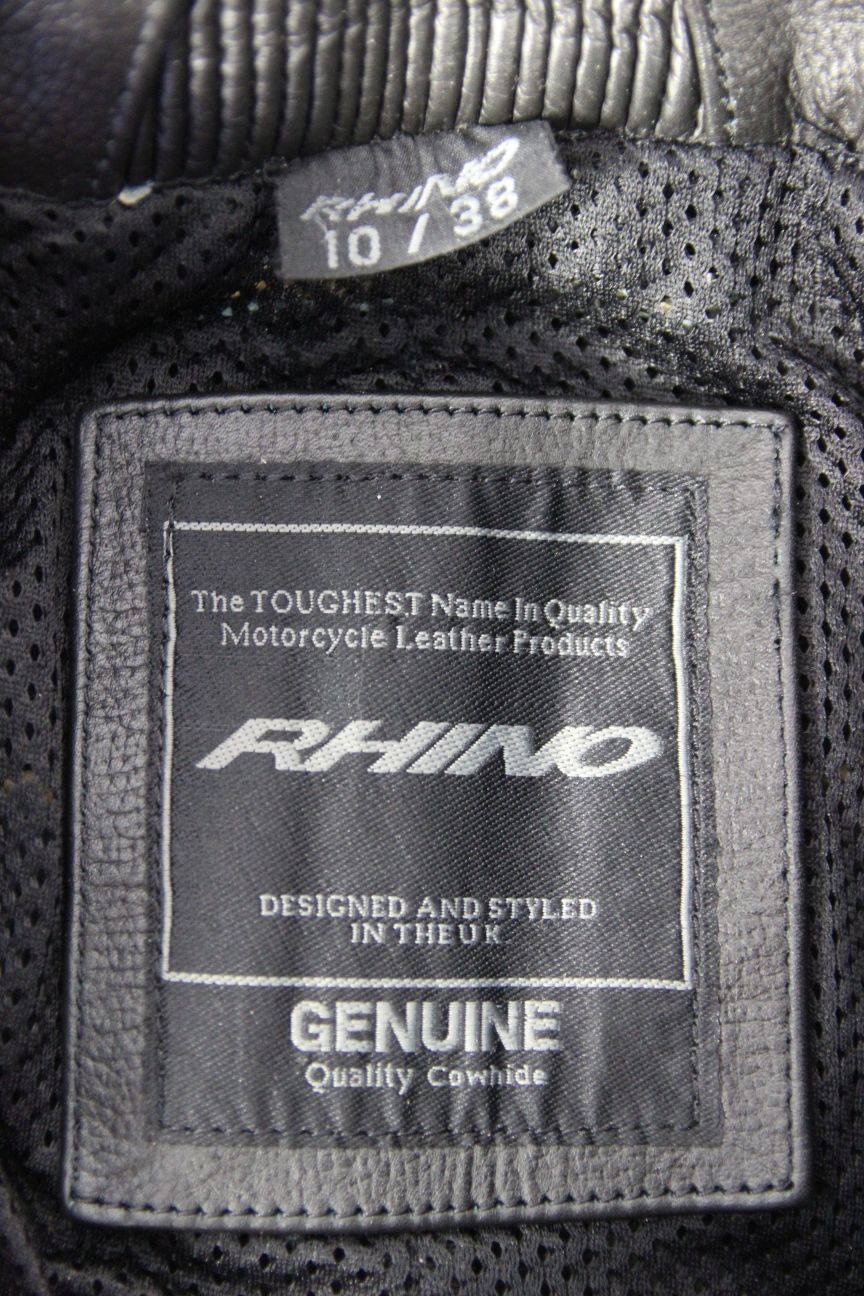 RHINO
10 / 38
The TOUGHEST Name In Quality
Motorcycle Leather Products
RHINO
DESIGNED AND STYLED
IN THE U K
GENUINE
Quality Cowhide